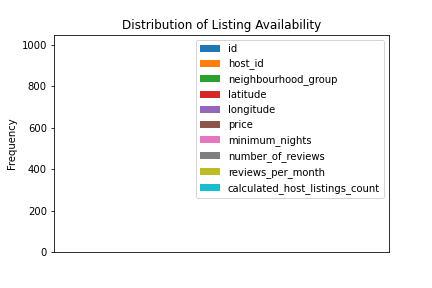 Distribution of Listing Availability
1000
800
600
400
200
0
Frequency
id
host_id
neighbourhood_group
latitude
longitude
price
minimum_nights
number_of_reviews
reviews_per_month
calculated_host_listings_count